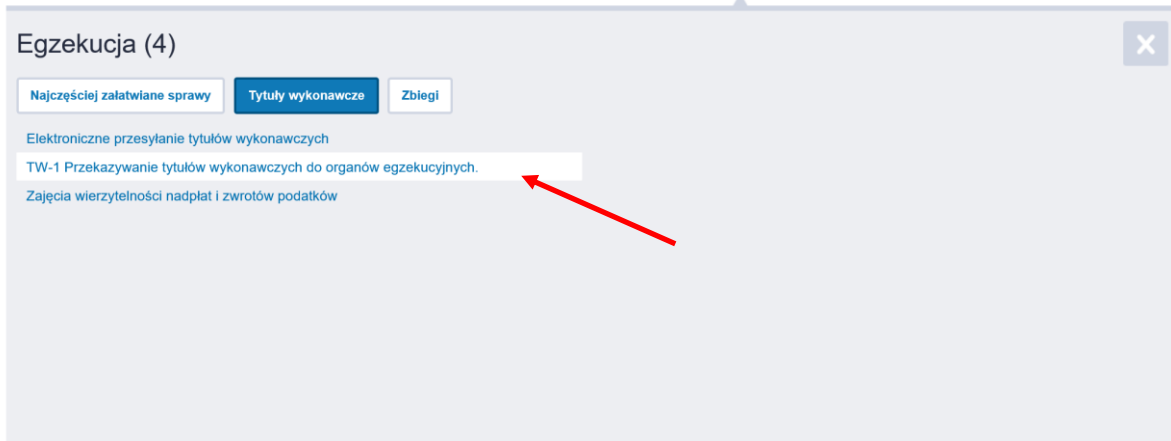 Egzekucja (4)
Najczęściej załatwiane sprawy Tytuły wykonawcze Zbiegi
Elektroniczne przesyłanie tytułów wykonawczych
TW-1 Przekazywanie tytułów wykonawczych do organów egzekucyjnych.
Zajęcia wierzytelności nadpłat i zwrotów podatków